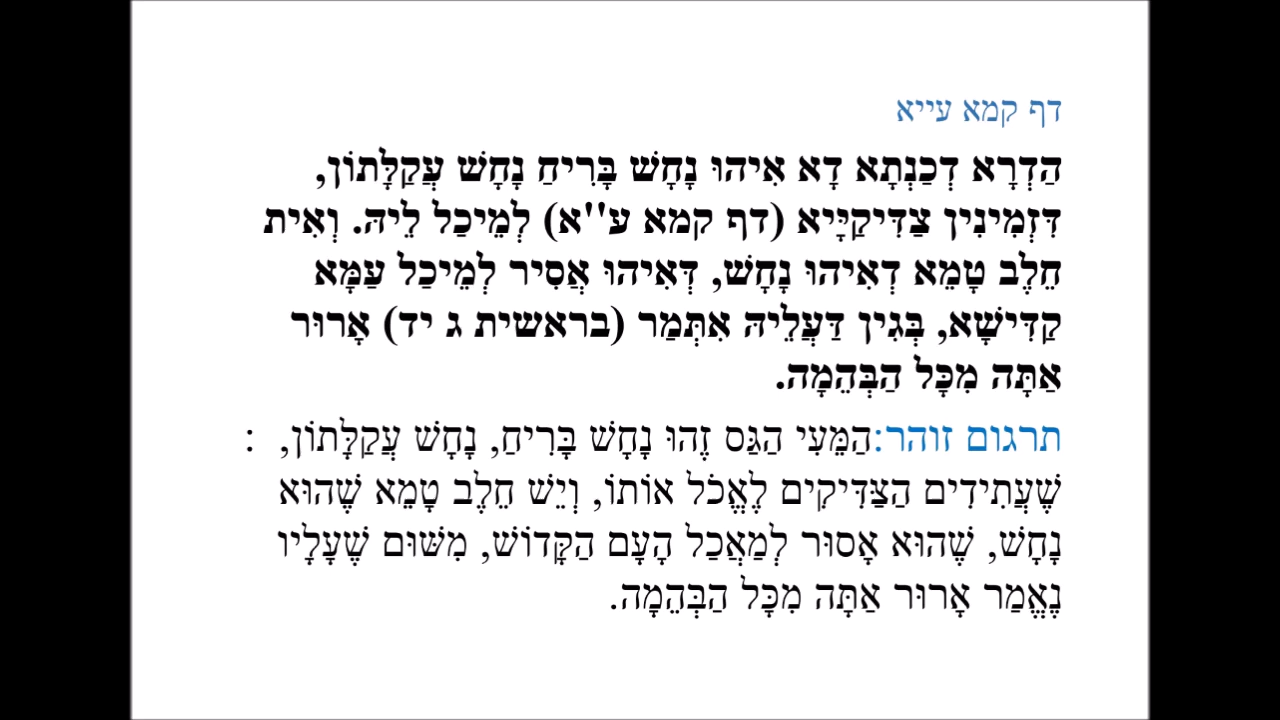 דף קמא עייא
הַדְרָא דְכַנְתָא דָא אִיהוּ נָחָשׁ בָּרִיחַ נָחָשׁ עֲקַלָּתוֹן,
דִּזְמִינִין צַדִּיקַיָּיא (דף קמא ע''א) לְמֵיכַל לֵיהּ. וְאִית
חֵלֶב טָמֵא דְאִיהוּ נָחָשׁ, דְּאִיהוּ אֲסִיר לְמֵיכַל עַמָּא
קַדִּישָׁא, בְּגִין דַּעֲלֵיהּ אִתְּמַר (בראשית ג יד) אָרוּר
אַתָּה מִכָּל הַבְּהֵמָה.
תרגום זוהר:הַמֵּעִי הַגַּס זֶהוּ נָחָשׁ בָּרִיחַ, נָחָשׁ עֲקַלָּתוֹן, :
שֶׁעֲתִידִים הַצַּדִּיקִים לֶאֱכֹל אוֹתוֹ, וְיֵשׁ חֵלֶב טָמֵא שֶׁהוּא
נָחָשׁ, שֶׁהוּא אָסוּר לְמַאֲכַל הָעָם הַקָּדוֹשׁ, מִשּׁוּם שֶׁעָלָיו
נֶאֱמַר אָרוּר אַתָּה מִכָּל הַבְּהֵמָה.